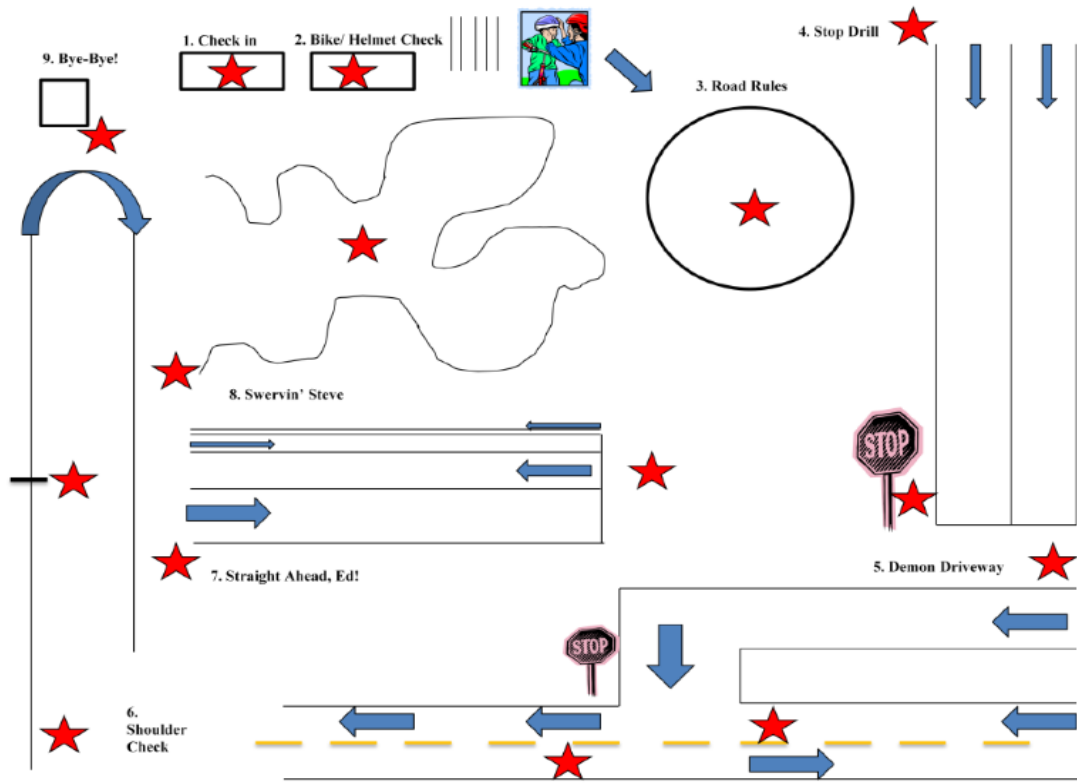 1. Check in
2. Bike/ Helmet Check
4. Stop Drill
9. Bye-Bye!
3. Road Rules
8. Swervin’ Steve
STOP
7. Straight Ahead, Ed!
5. Demon Driveway
STOP
6.
Shoulder
Check